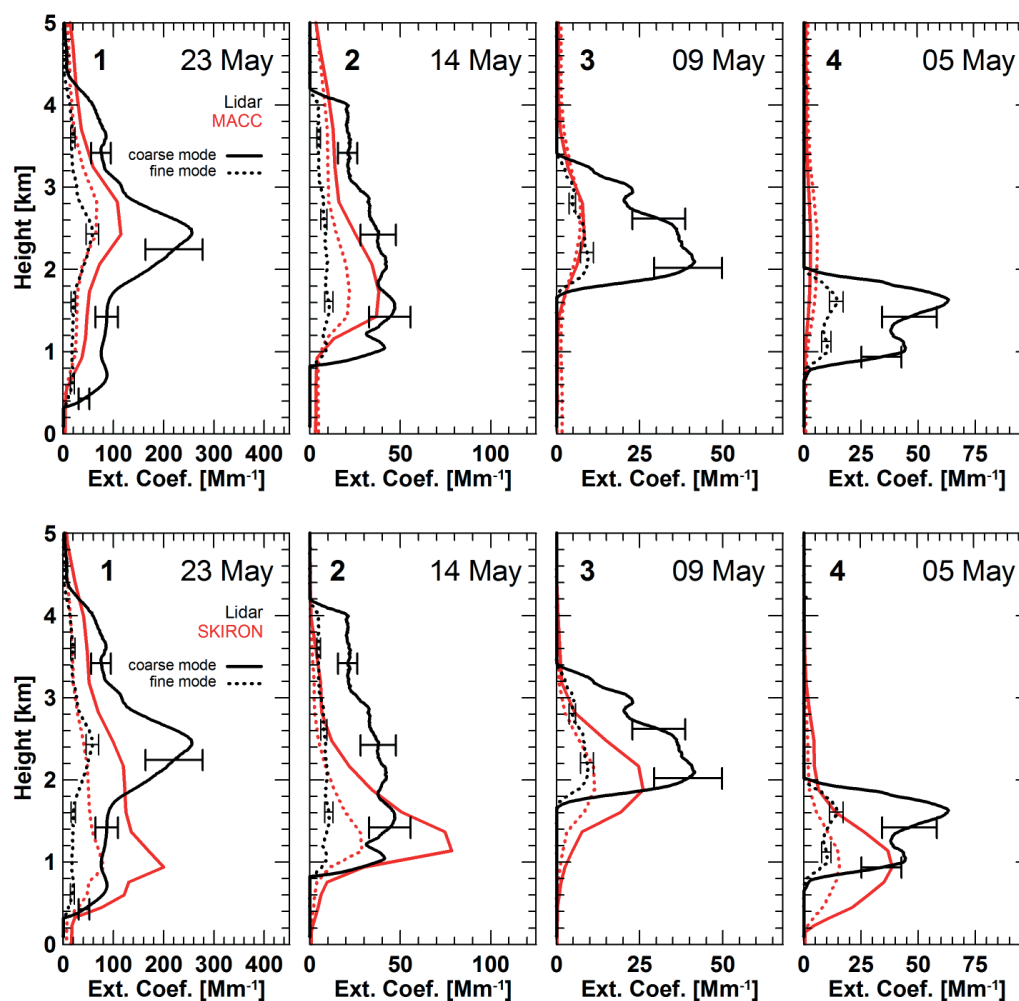 1 23 May 2 14 May 3 09 May 4 05 May
Lidar
MACC
coarse mode
fine mode
Height [km]
5
4
3
2
1
0
0 100 200 300 400 0 50 100 0 25 50 0 25 50 75
Ext. Coef. [Mm-1] Ext. Coef. [Mm-1] Ext. Coef. [Mm-1] Ext. Coef. [Mm-1]
1 23 May 2 14 May 3 09 May 4 05 May
Lidar
SKIRON
coarse mode
fine mode
Height [km]
5
4
3
2
1
0
0 100 200 300 400 0 50 100 0 25 50 0 25 50 75
Ext. Coef. [Mm-1] Ext. Coef. [Mm-1] Ext. Coef. [Mm-1] Ext. Coef. [Mm-1]